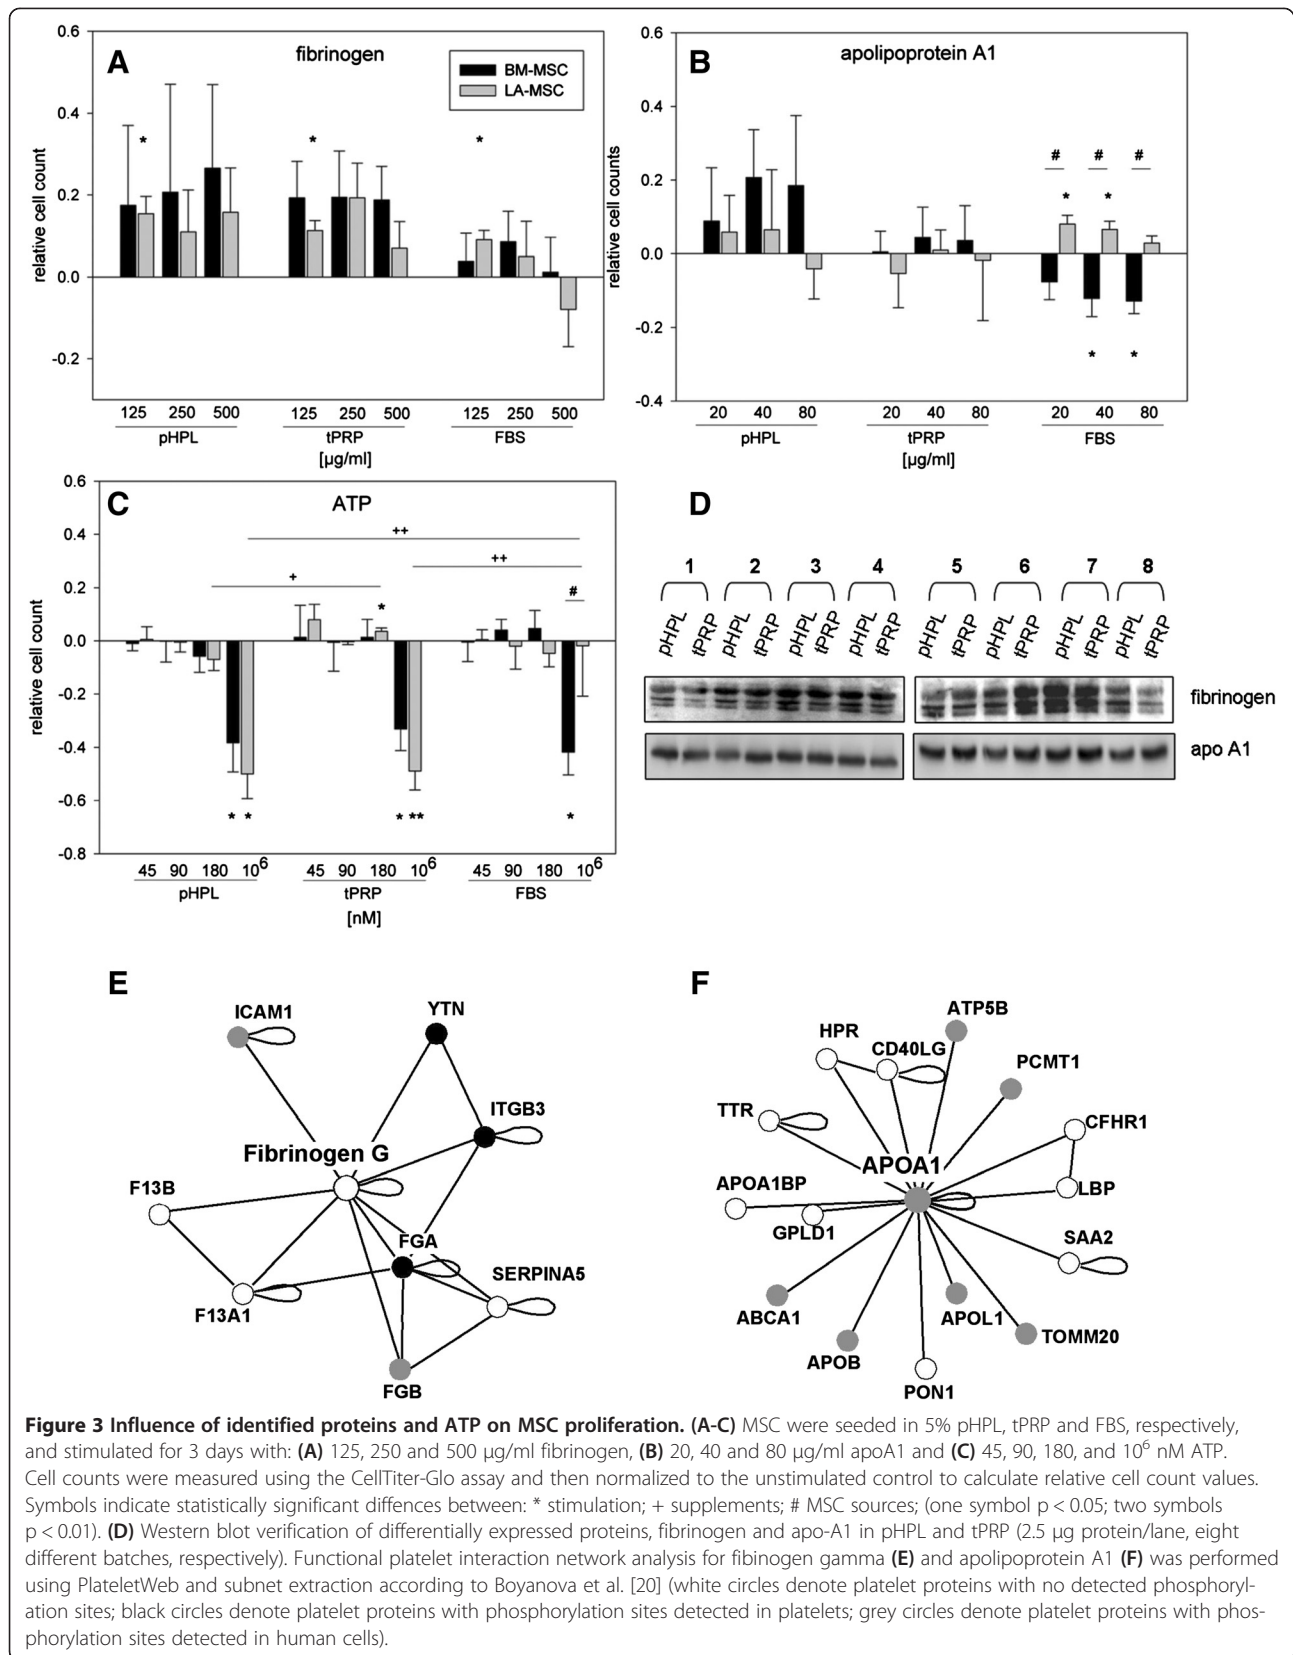 A
fibrinogen
BM-MSC
LA-MSC
relative cell count
0.6
0.4
0.2
0.0
-0.2
*
*
*
125 250 500
125 250 500
125 250 500
pHPL
tPRP
FBS
[µg/ml]
B
apolipoprotein A1
relative cell counts
0.6
0.4
0.2
0.0
-0.2
-0.4
# # #
* *
* *
20 40 80
20 40 80
20 40 80
pHPL
tPRP
FBS
[µg/ml]
C
ATP
relative cell count
0.6
0.4
0.2
0.0
-0.2
-0.4
-0.6
-0.8
++
++
+
*
#
* *
* **
*
45 90 180 10⁶
45 90 180 10⁶
45 90 180 10⁶
pHPL
tPRP
FBS
[nM]
D
1 2 3 4 5 6 7 8
pHPL tPRP pHPL tPRP pHPL tPRP pHPL tPRP pHPL tPRP pHPL tPRP pHPL tPRP pHPL tPRP
fibrinogen
apo A1
E
ICAM1
YTN
ITGB3
Fibrinogen G
F13B
FGA
SERPINA5
F13A1
FGB
F
ATP5B
HPR
CD40LG
PCMT1
TTR
CFHR1
APOA1
APOA1BP
LBP
GPLD1
SAA2
ABCA1
APOL1
TOMM20
APOB
PON1
Figure 3 Influence of identified proteins and ATP on MSC proliferation. (A-C) MSC were seeded in 5% pHPL, tPRP and FBS, respectively,
and stimulated for 3 days with: (A) 125, 250 and 500 µg/ml fibrinogen, (B) 20, 40 and 80 µg/ml apoA1 and (C) 45, 90, 180, and 10⁶ nM ATP.
Cell counts were measured using the CellTiter-Glo assay and then normalized to the unstimulated control to calculate relative cell count values.
Symbols indicate statistically significant diffences between: * stimulation; + supplements; # MSC sources; (one symbol p < 0.05; two symbols
p < 0.01). (D) Western blot verification of differentially expressed proteins, fibrinogen and apo-A1 in pHPL and tPRP (2.5 µg protein/lane, eight
different batches, respectively). Functional platelet interaction network analysis for fibinogen gamma (E) and apolipoprotein A1 (F) was performed
using PlateletWeb and subnet extraction according to Boyanova et al. [20] (white circles denote platelet proteins with no detected phosphoryl-
ation sites; black circles denote platelet proteins with phosphorylation sites detected in platelets; grey circles denote platelet proteins with phos-
phorylation sites detected in human cells).